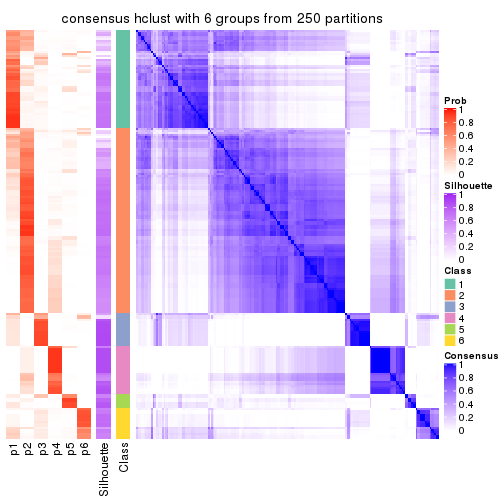 consensus hclust with 6 groups from 250 partitions
Prob
1
0.8
0.6
0.4
0.2
0
Silhouette
1
0.8
0.6
0.4
0.2
0
Class
1
2
3
4
5
6
Consensus
1
0.8
0.6
0.4
0.2
0
p1
p2
p3
p4
p5
p6
Silhouette
Class